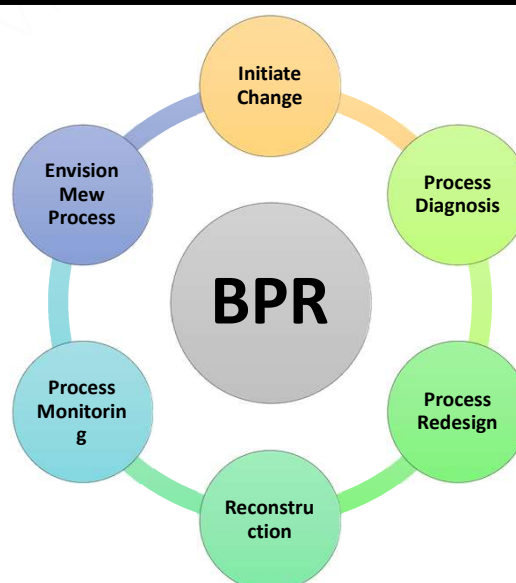 Initiate
Change
Process
Diagnosis
Process
Redesign
Reconstru
ction
Process
Monitorin
g
Envision
Mew
Process
BPR